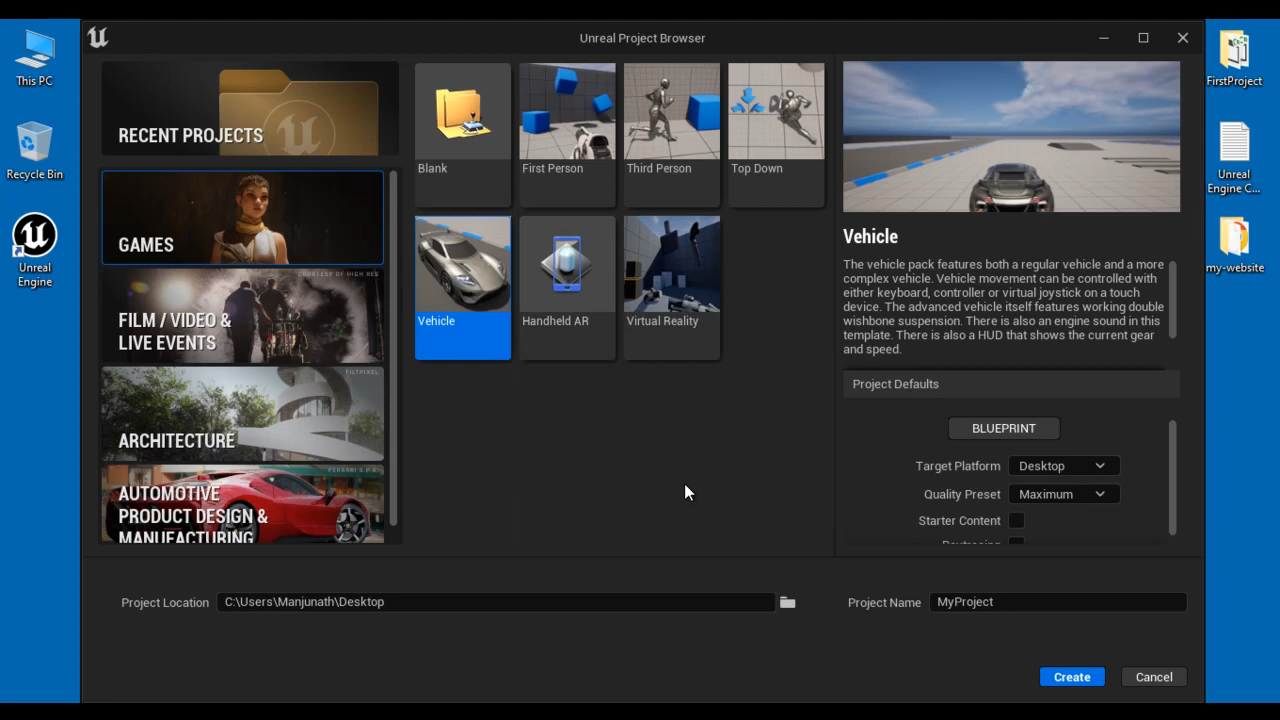 Unreal Project Browser
This PC
Recycle Bin
Unreal
Engine
RECENT PROJECTS
GAMES
COURTESY OF HIGH RES
FILM / VIDEO &
LIVE EVENTS
FILTPIXEL
ARCHITECTURE
FERRARI S.P.A.
AUTOMOTIVE
PRODUCT DESIGN &
MANUFACTURING
Blank
First Person
Third Person
Top Down
Vehicle
Handheld AR
Virtual Reality
Vehicle
The vehicle pack features both a regular vehicle and a more
complex vehicle. Vehicle movement can be controlled with
either keyboard, controller or virtual joystick on a touch
device. The advanced vehicle itself features working double
wishbone suspension. There is also an engine sound in this
template. There is also a HUD that shows the current gear
and speed.
Project Defaults
BLUEPRINT
Target Platform Desktop
Quality Preset Maximum
Starter Content
Raytracing
Project Location C:\Users\Manjunath\Desktop
Project Name MyProject
Create Cancel
FirstProject
Unreal
Engine C...
my-website